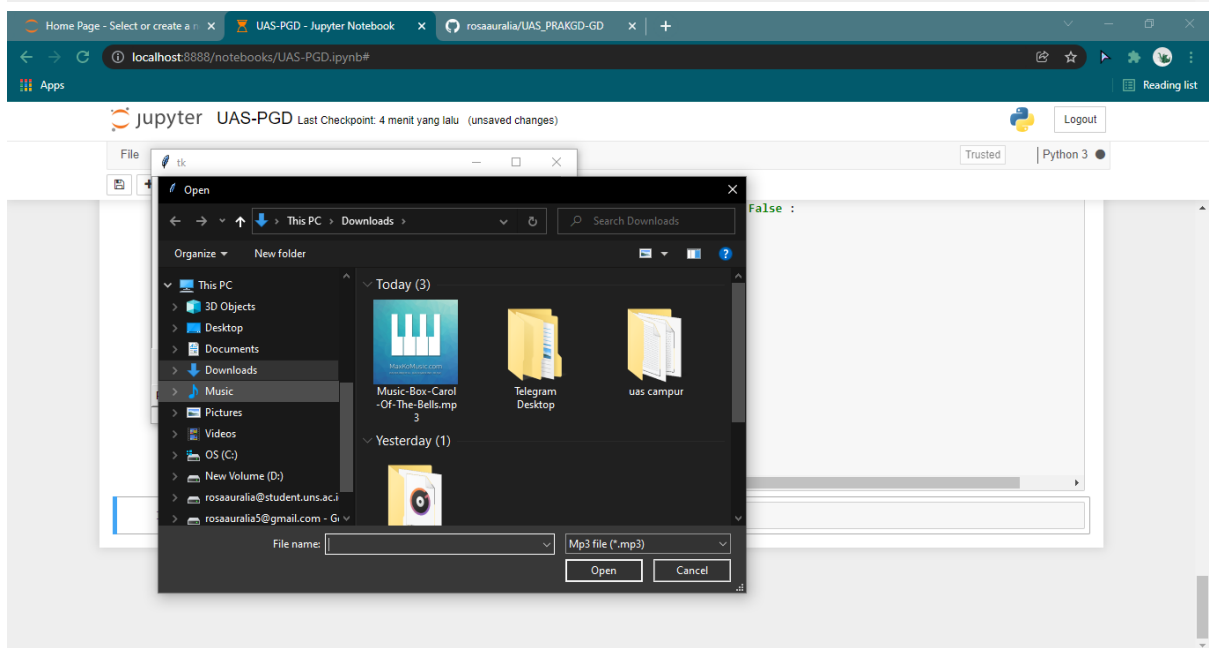 Home Page - Select or create a n
UAS-PGD - Jupyter Notebook
rosaauralia/UAS_PRAKGD-GD
localhost:8888/notebooks/UAS-PGD.ipynb#
Apps
Reading list
jupyter UAS-PGD Last Checkpoint: 4 menit yang lalu (unsaved changes)
Logout
File
Trusted
Python 3
tk
Open
This PC > Downloads >
Search Downloads
False :
Organize
New folder
This PC
3D Objects
Desktop
Documents
Downloads
Music
Pictures
Videos
OS (C:)
New Volume (D:)
rosaauralia@student.uns.ac.i
rosaauralia5@gmail.com - G
Today (3)
MaxKoMusic.com
Music-Box-Carol
-Of-The-Bells.mp
3
Telegram
Desktop
uas campur
Yesterday (1)
File name:
Mp3 file (*.mp3)
Open
Cancel